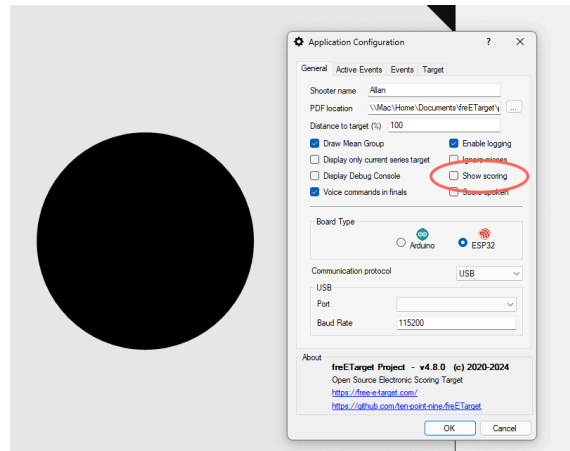 Application Configuration ? ×
General Active Events Events Target
Shooter name Allan
PDF location \\Mac\Home\Documents\freETarget\p ...
Distance to target (%) 100
Draw Mean Group Enable logging
Display only current series target Ignore misses
Display Debug Console Show scoring
Voice commands in finals Score spoken
Board Type
Arduino ESP32
Communication protocol USB
USB
Port
Baud Rate 115200
About
freETarget Project - v4.8.0 (c) 2020-2024
Open Source Electronic Scoring Target
https://free-e-target.com/
https://github.com/ten-point-nine/freETarget
OK Cancel